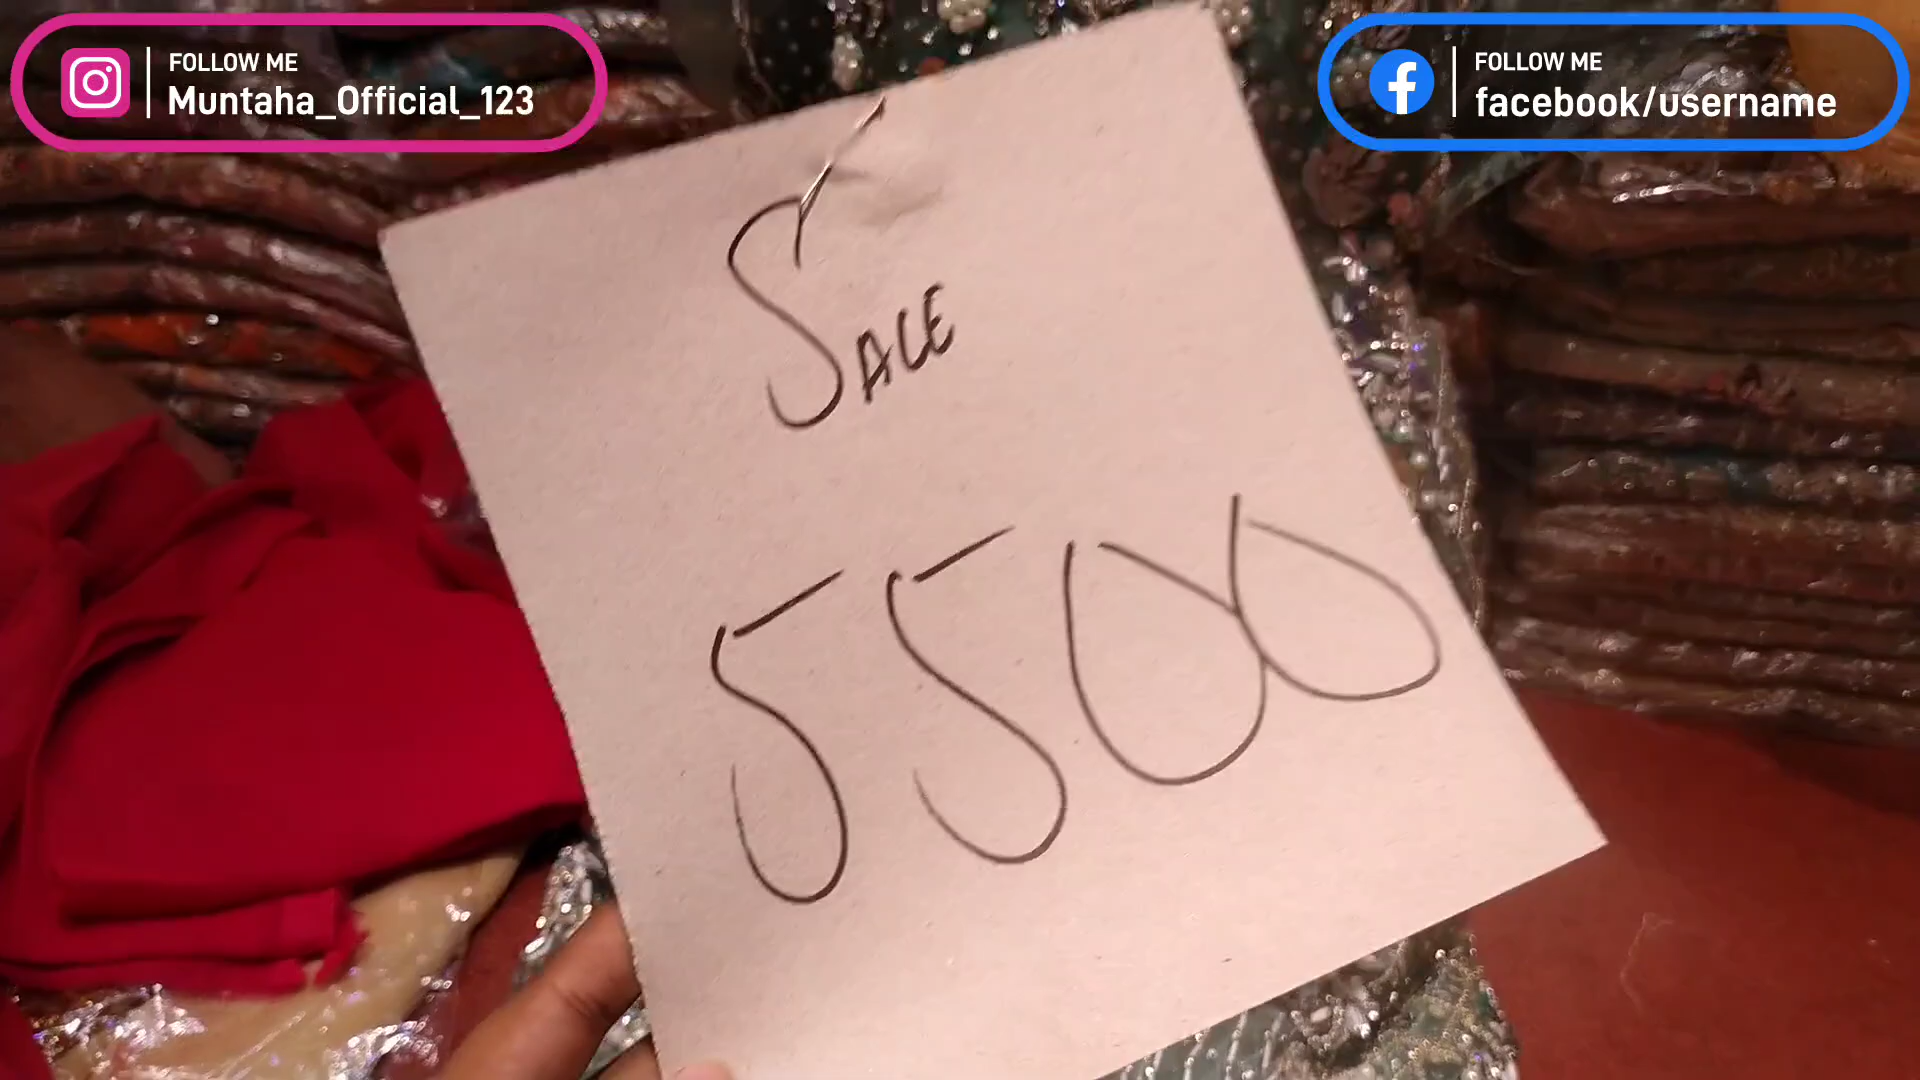 FOLLOW ME
Muntaha_Official_123
FOLLOW ME
facebook/username
SALE
5500